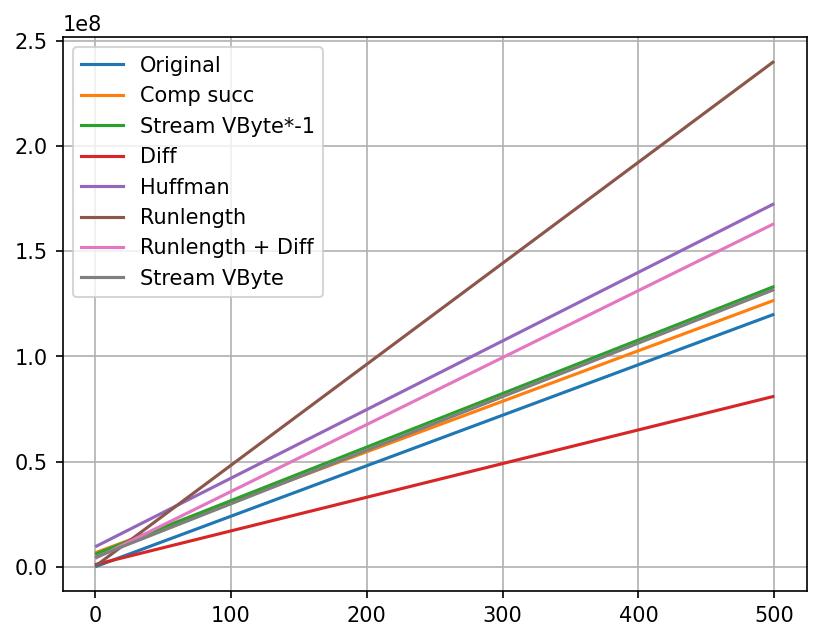 1e8
2.5
2.0
1.5
1.0
0.5
0.0
Original
Comp succ
Stream VByte*-1
Diff
Huffman
Runlength
Runlength + Diff
Stream VByte
0 100 200 300 400 500